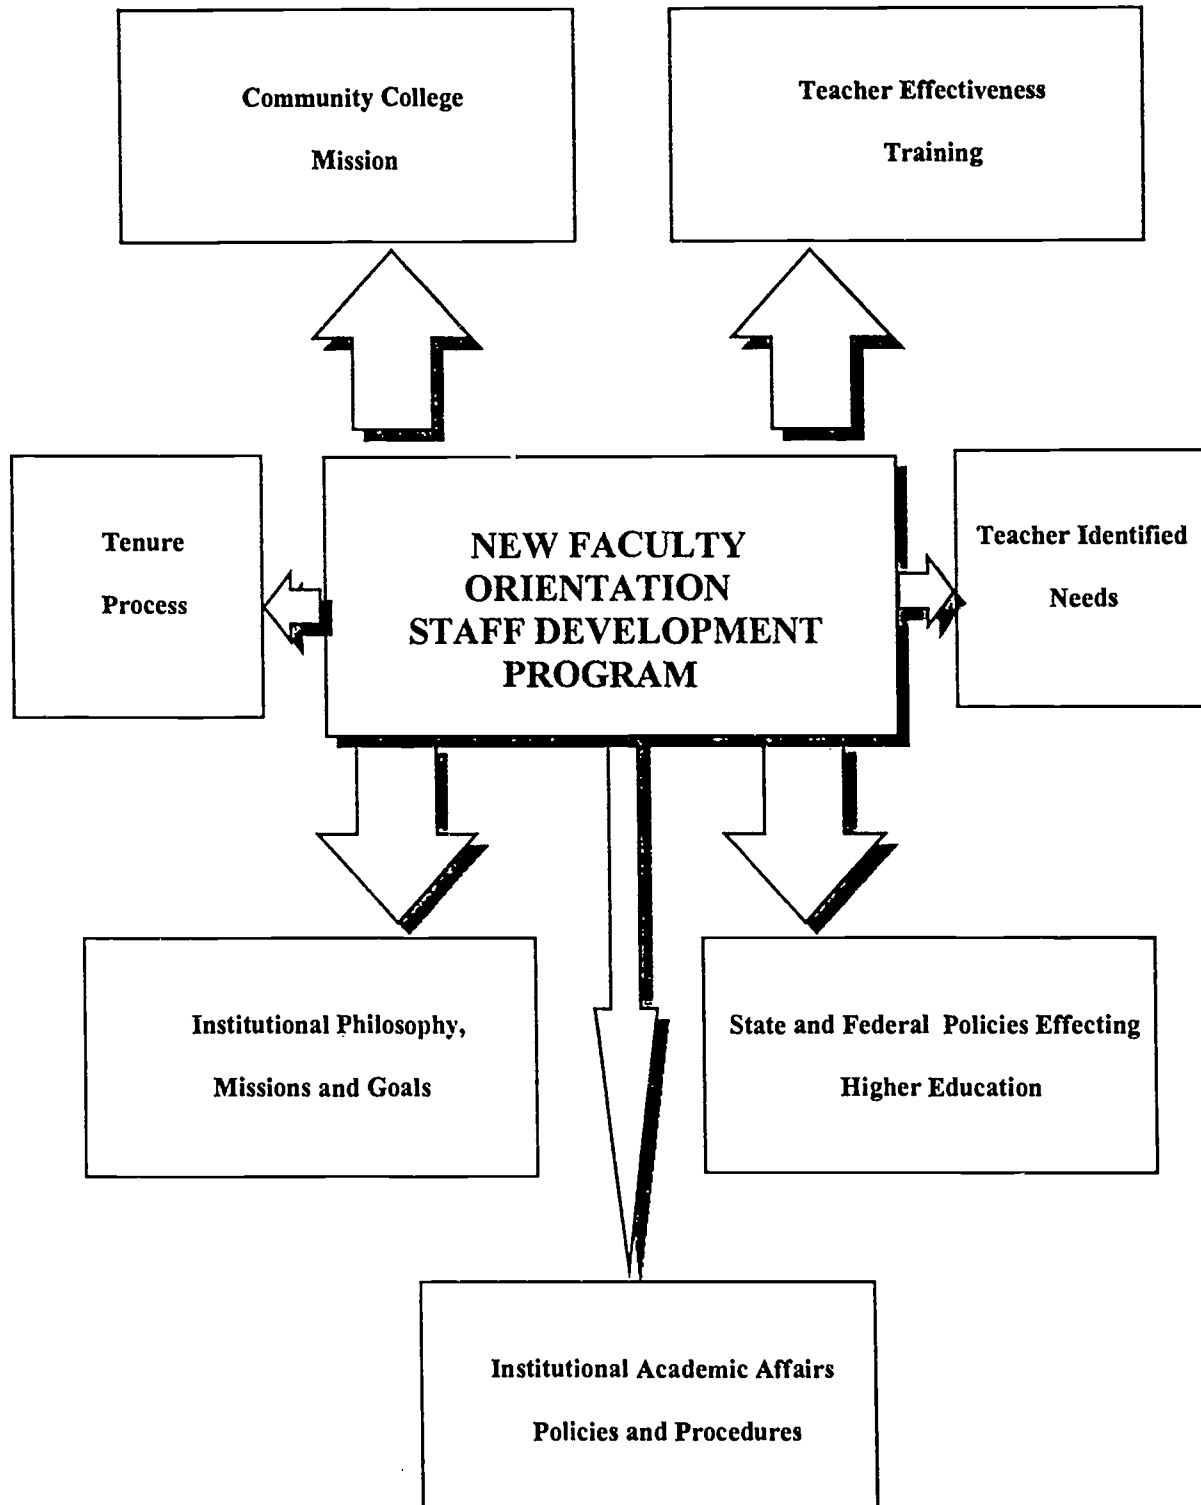 Community College
Mission
Teacher Effectiveness
Training
Tenure
Process
NEW FACULTY
ORIENTATION
STAFF DEVELOPMENT
PROGRAM
Teacher Identified
Needs
Institutional Philosophy,
Missions and Goals
State and Federal Policies Effecting
Higher Education
Institutional Academic Affairs
Policies and Procedures